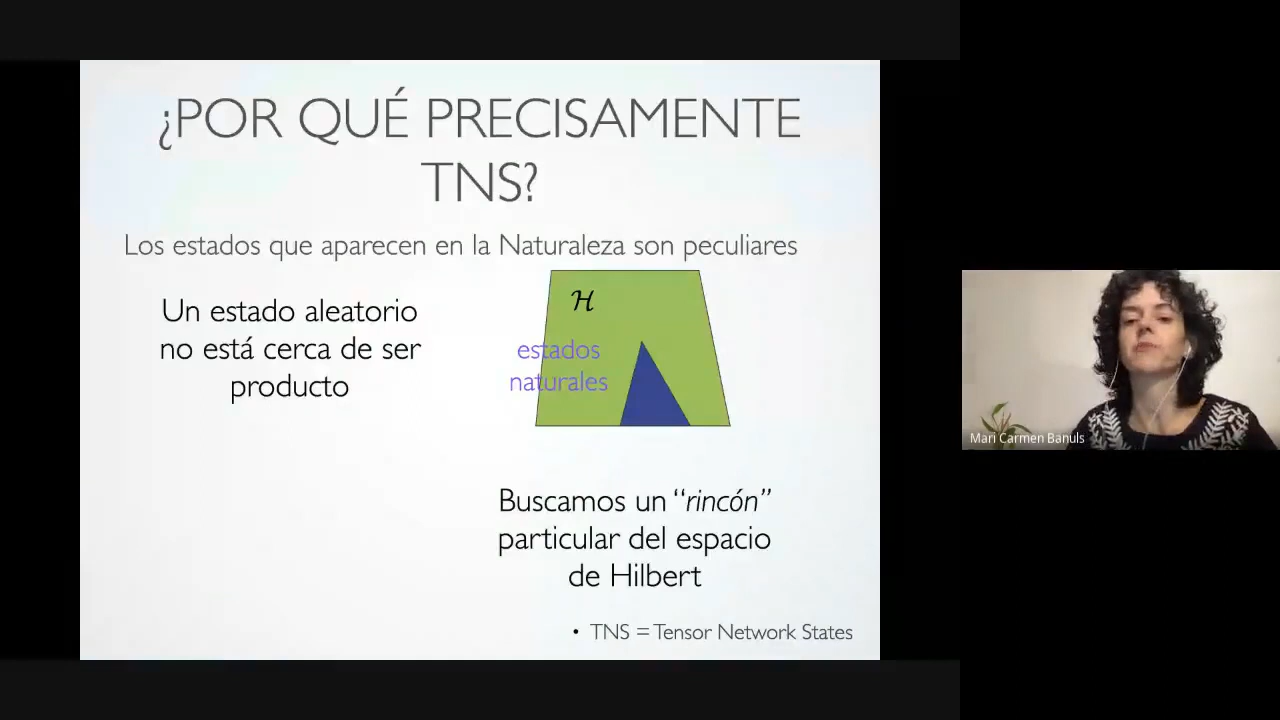 ¿POR QUÉ PRECISAMENTE
TNS?
Los estados que aparecen en la Naturaleza son peculiares
Un estado aleatorio
no está cerca de ser
producto
ℋ
estados
naturales
Buscamos un “rincón”
particular del espacio
de Hilbert
• TNS = Tensor Network States
Mari Carmen Banuls